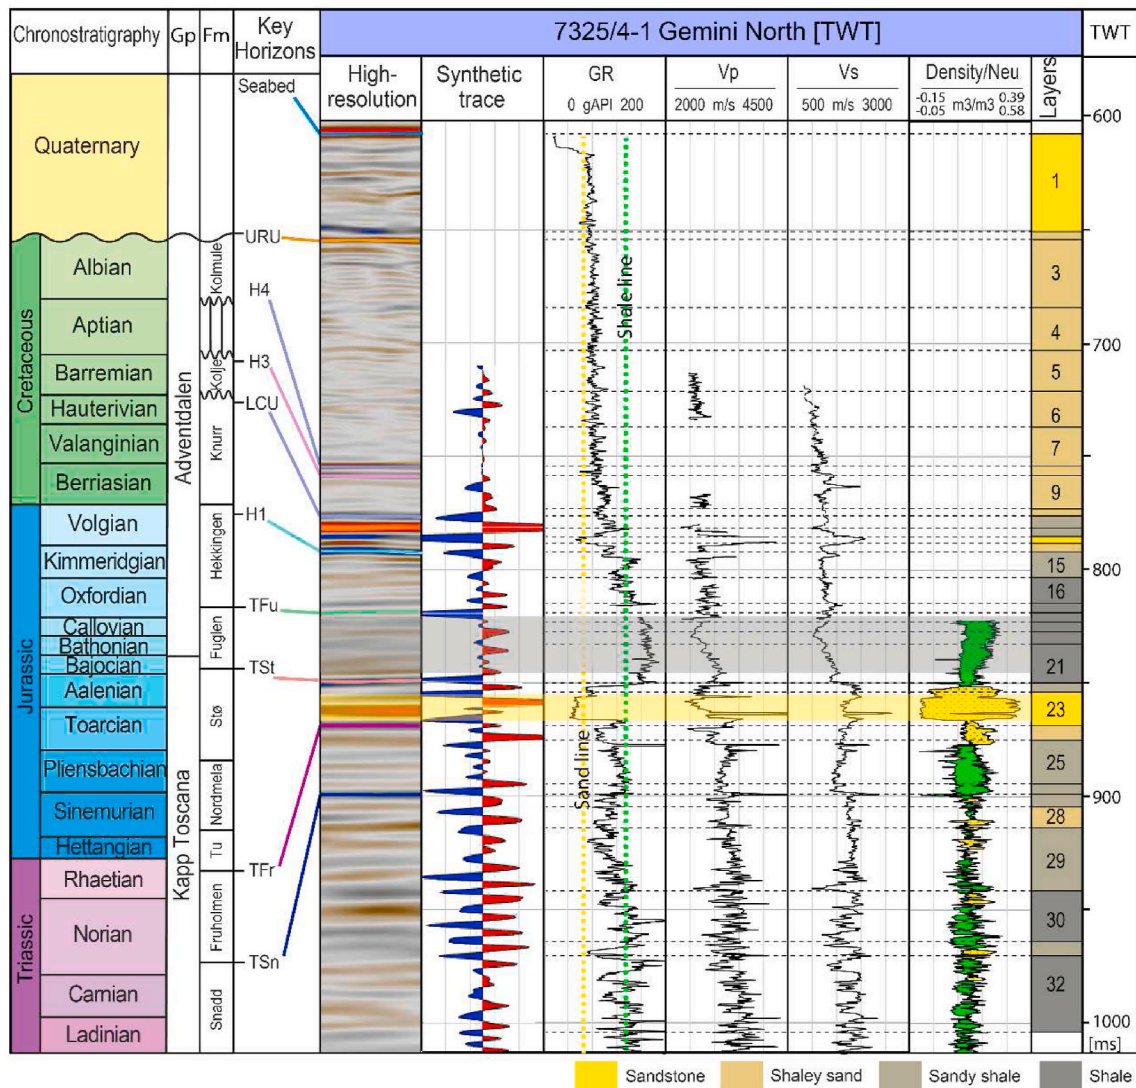 Chronostratigraphy
Gp
Fm
Key
Horizons
7325/4-1 Gemini North [TWT]
TWT
High-
resolution
Synthetic
trace
GR
0 gAPI 200
Vp
2000 m/s 4500
Vs
500 m/s 3000
Density/Neu
-0.15 m3/m3 0.39
-0.05 0.58
Layers
Quaternary
Cretaceous
Albian
Aptian
Barremian
Hauterivian
Valanginian
Berriasian
Jurassic
Volgian
Kimmeridgian
Oxfordian
Callovian
Bathonian
Bajocian
Aalenian
Toarcian
Pliensbachian
Sinemurian
Hettangian
Triassic
Rhaetian
Norian
Carnian
Ladinian
Adventdalen
Kapp Toscana
Kolmule
Kolje
Knurr
Hekkingen
Fuglen
Stø
Nordmela
Tu
Fruholmen
Snadd
Seabed
URU
H4
H3
LCU
H1
TFu
TSt
TFr
TSn
Sand line
Shale line
1
3
4
5
6
7
9
15
16
21
23
25
28
29
30
32
600
700
800
900
1000
[ms]
Sandstone
Shaley sand
Sandy shale
Shale